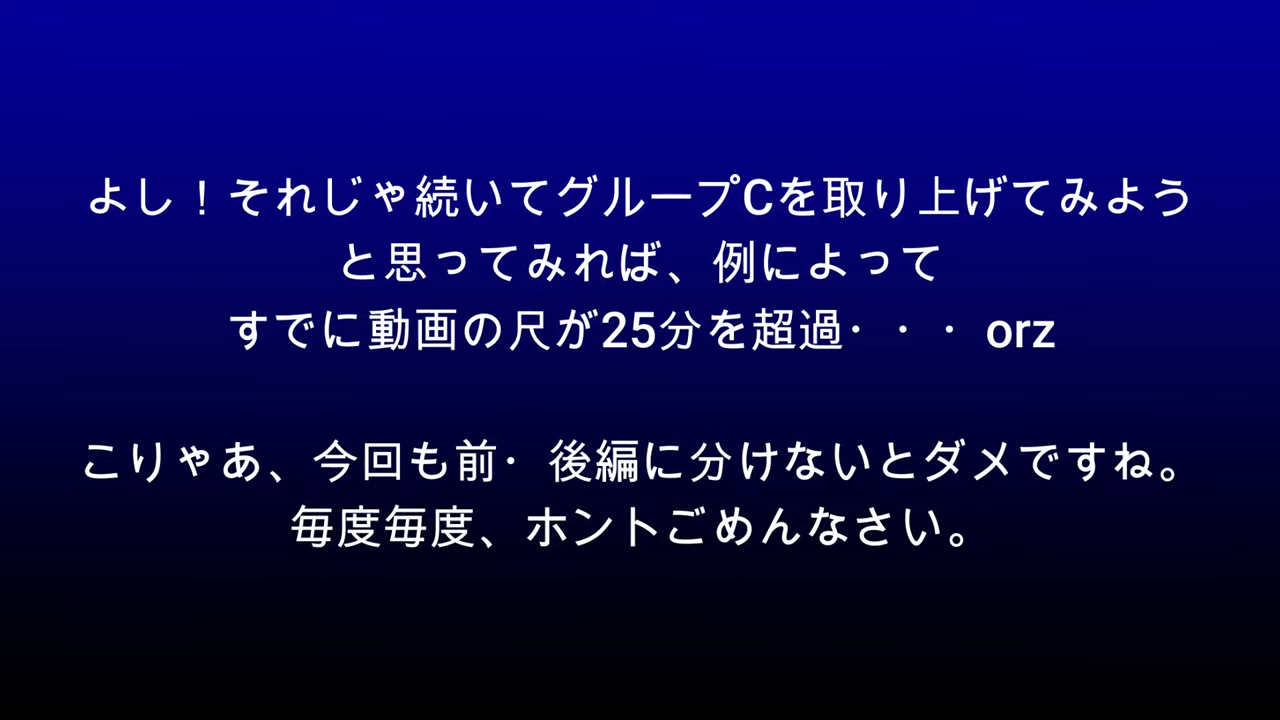 よし！それじゃ続いてグループCを取り上げてみよう
と思ってみれば、例によって
すでに動画の尺が25分を超過・・・orz
こりゃあ、今回も前・後編に分けないとダメですね。
毎度毎度、ホントごめんなさい。